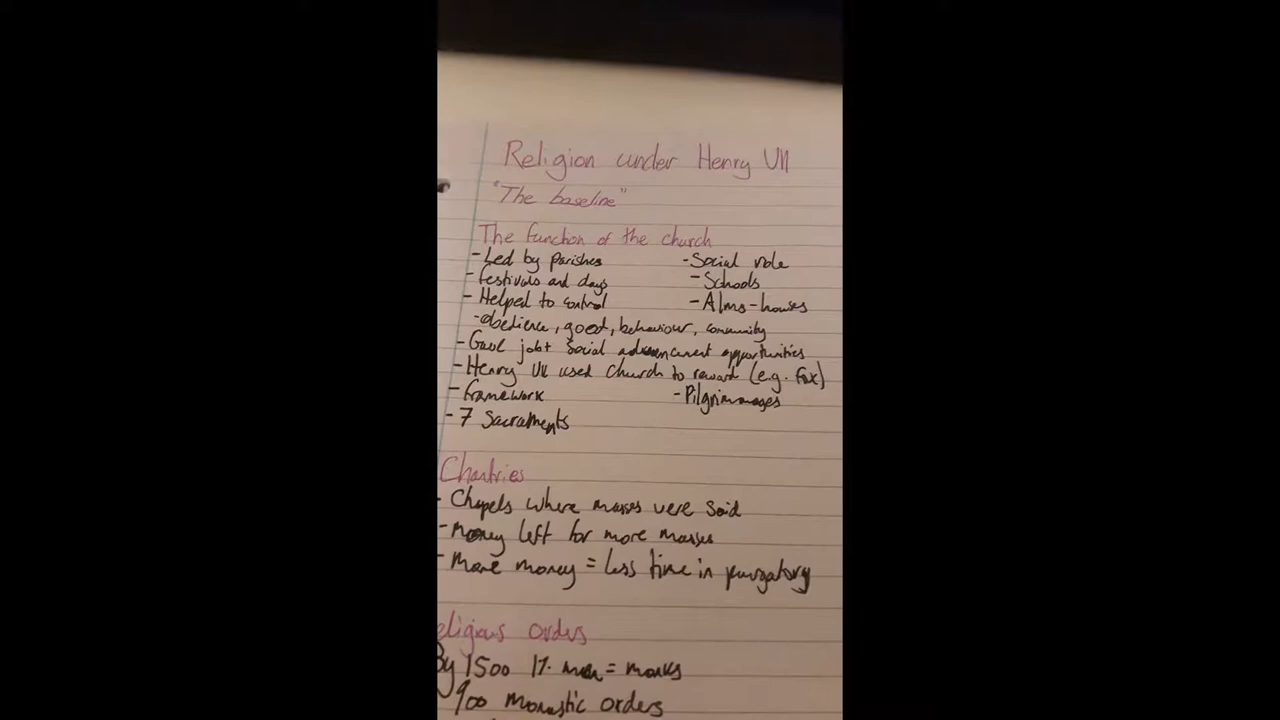 Religion under Henry VII
"The baseline"
The function of the church
- Led by parishes
- Social role
- Festivals and days
- Schools
- Helped to control
- Alms-houses
- obedience, good, behaviour, community
- Gave job+ social advancement opportunities
- Henry VII used church to reward (e.g. Fox)
- Framework
- Pilgrimages
- 7 Sacraments
Chantries
- Chapels where masses were said
- Money left for more masses
- More money = less time in purgatory
eligious orders
By 1500 1% men = monks
900 monastic orders